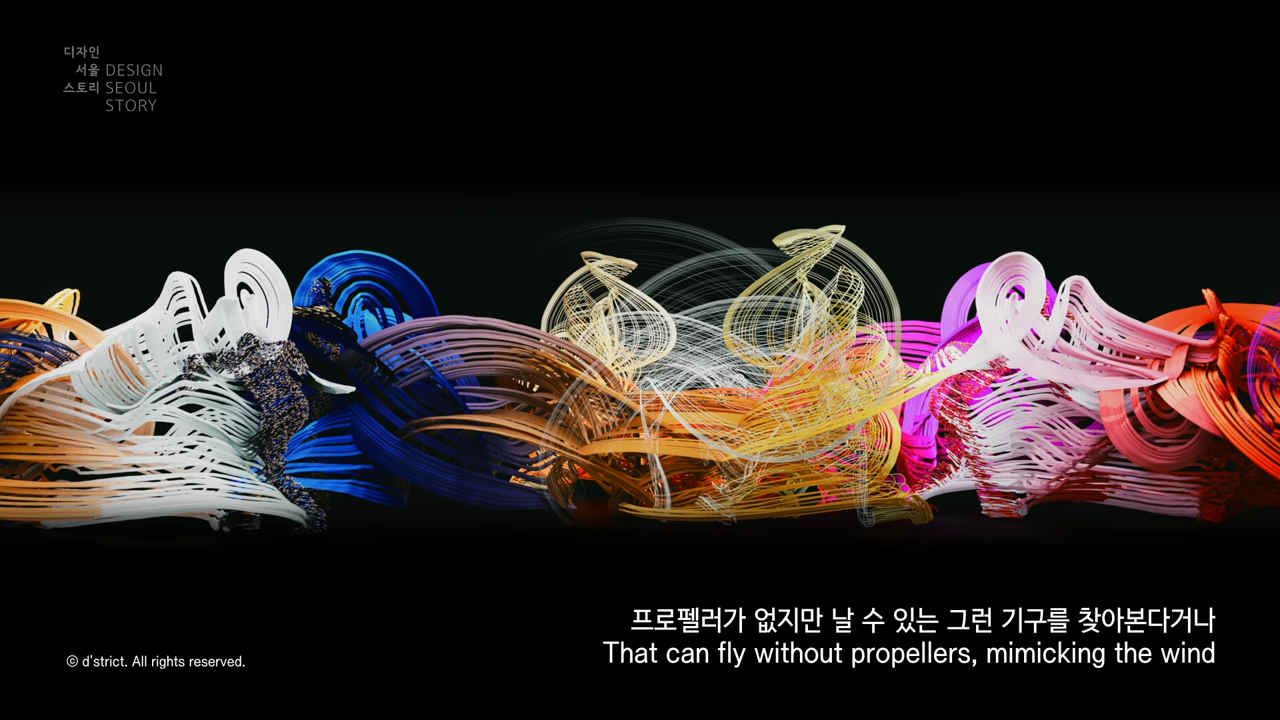 디자인
서울 DESIGN
스토리 SEOUL
STORY
프로펠러가 없지만 날 수 있는 그런 기구를 찾아본다거나
That can fly without propellers, mimicking the wind
© d'strict. All rights reserved.